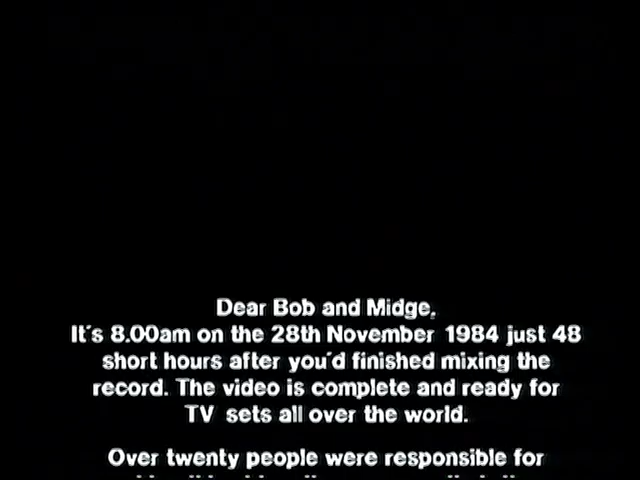 Dear Bob and Midge,
It's 8.00am on the 28th November 1984 just 48
short hours after you'd finished mixing the
record. The video is complete and ready for
TV sets all over the world.
Over twenty people were responsible for